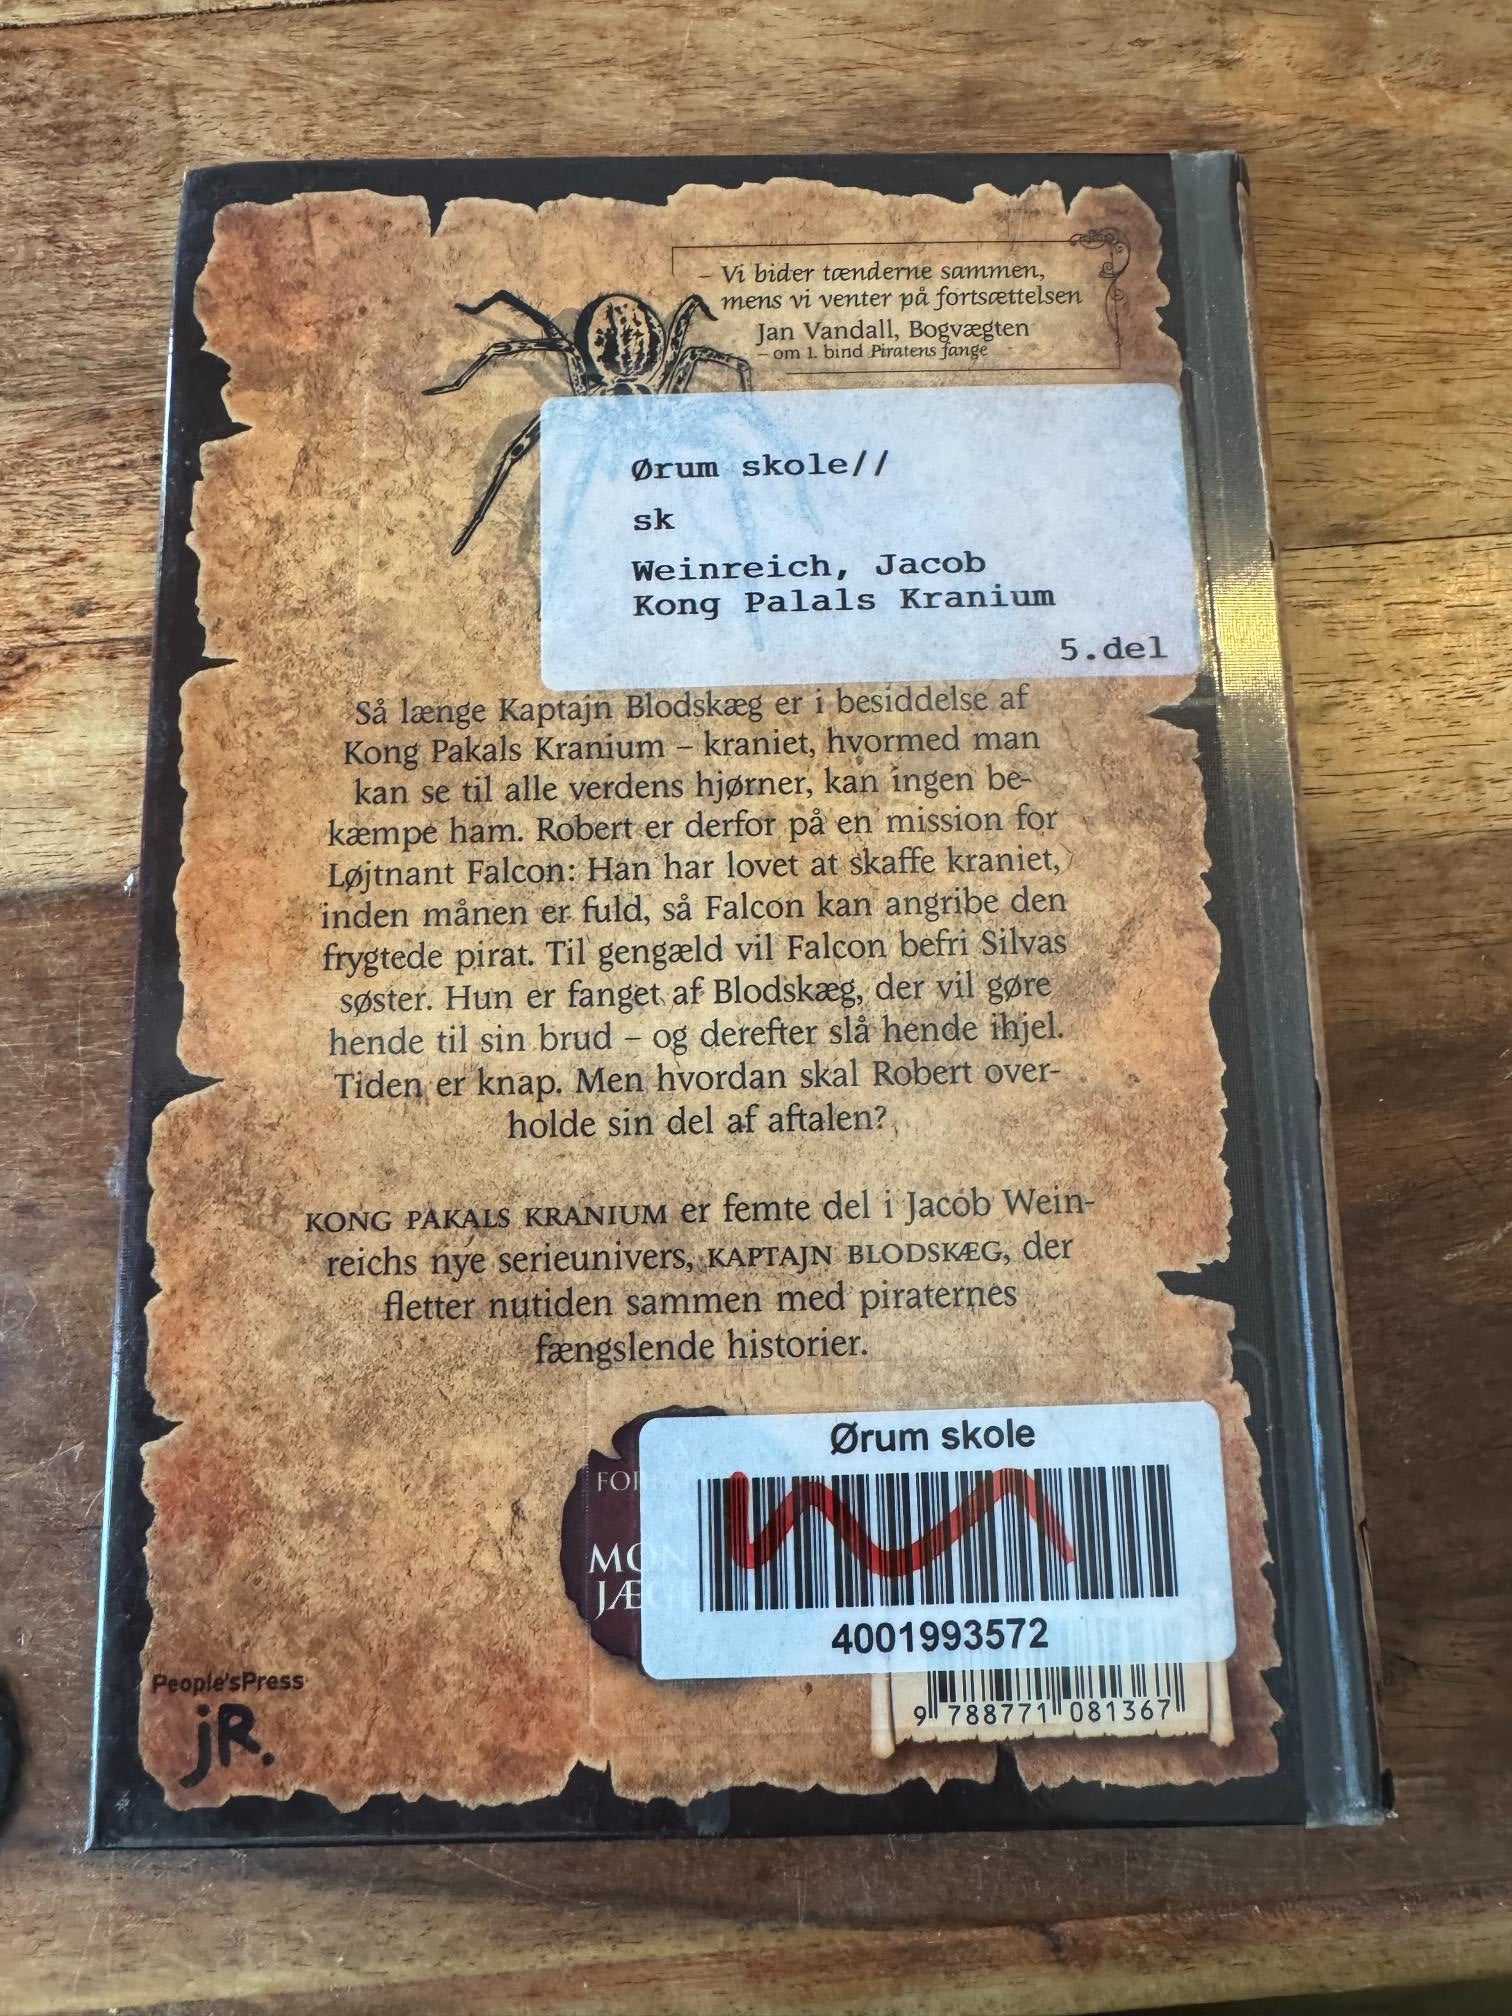 – Vi bider tænderne sammen,
mens vi venter på fortsættelsen
Jan Vandall, Bogvægten
– om 1. bind Piratens fange
Ørum skole//
sk
Weinreich, Jacob
Kong Palals Kranium
5.del
Så længe Kaptajn Blodskæg er i besiddelse af
Kong Pakals Kranium – kraniet, hvormed man
kan se til alle verdens hjørner, kan ingen be-
kæmpe ham. Robert er derfor på en mission for
Løjtnant Falcon: Han har lovet at skaffe kraniet,
inden månen er fuld, så Falcon kan angribe den
frygtede pirat. Til gengæld vil Falcon befri Silvas
søster. Hun er fanget af Blodskæg, der vil gøre
hende til sin brud – og derefter slå hende ihjel.
Tiden er knap. Men hvordan skal Robert over-
holde sin del af aftalen?
KONG PAKALS KRANIUM er femte del i Jacob Wein-
reichs nye serieunivers, KAPTAJN BLODSKÆG, der
fletter nutiden sammen med piraternes
fængslende historier.
Ørum skole
4001993572
9 788771 081367
People'sPress
jR.